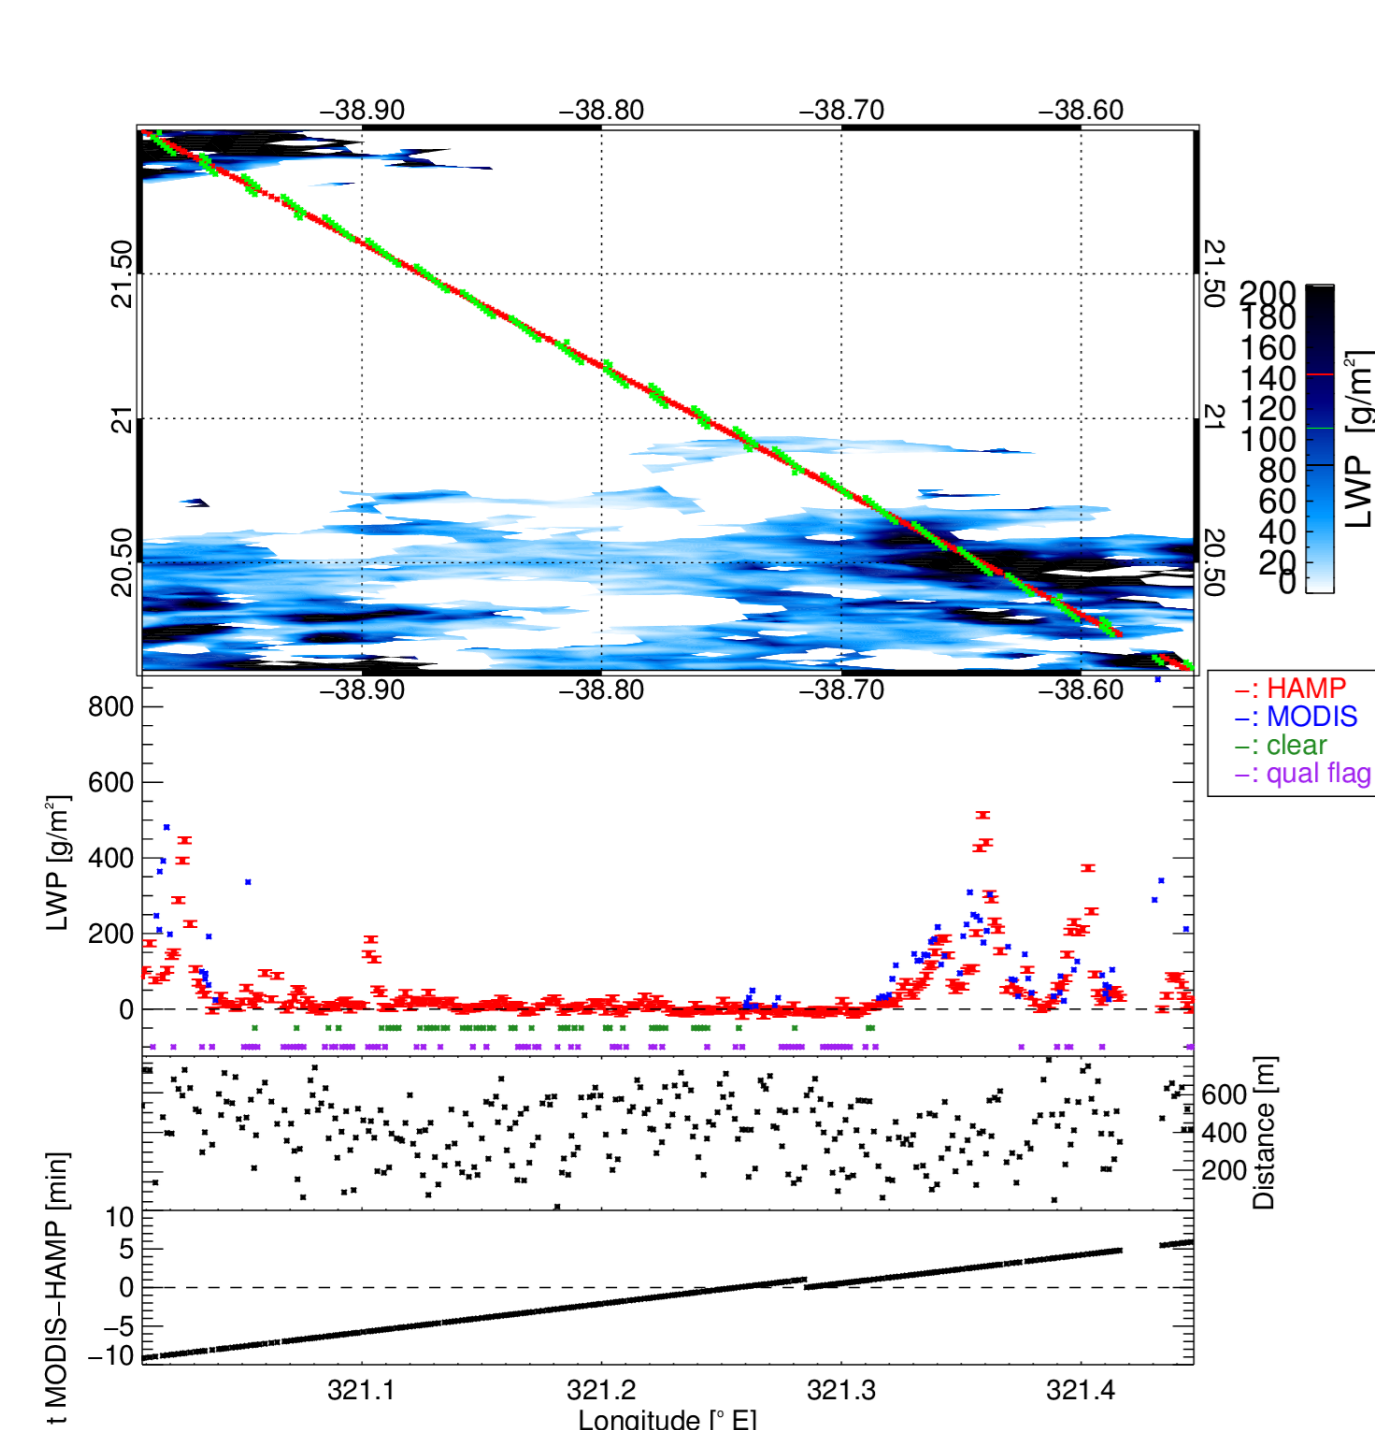 −38.90 −38.80 −38.70 −38.60
21.50
21
20.50
21.50
21
20.50
200
180
160
140
120
100
80
60
40
20
0
LWP [g/m²]
−38.90 −38.80 −38.70 −38.60
−: HAMP
−: MODIS
−: clear
−: qual flag
800
600
400
200
0
LWP [g/m²]
600
400
200
Distance [m]
10
5
0
−5
−10
t MODIS−HAMP [min]
321.1 321.2 321.3 321.4
Longitude [° E]